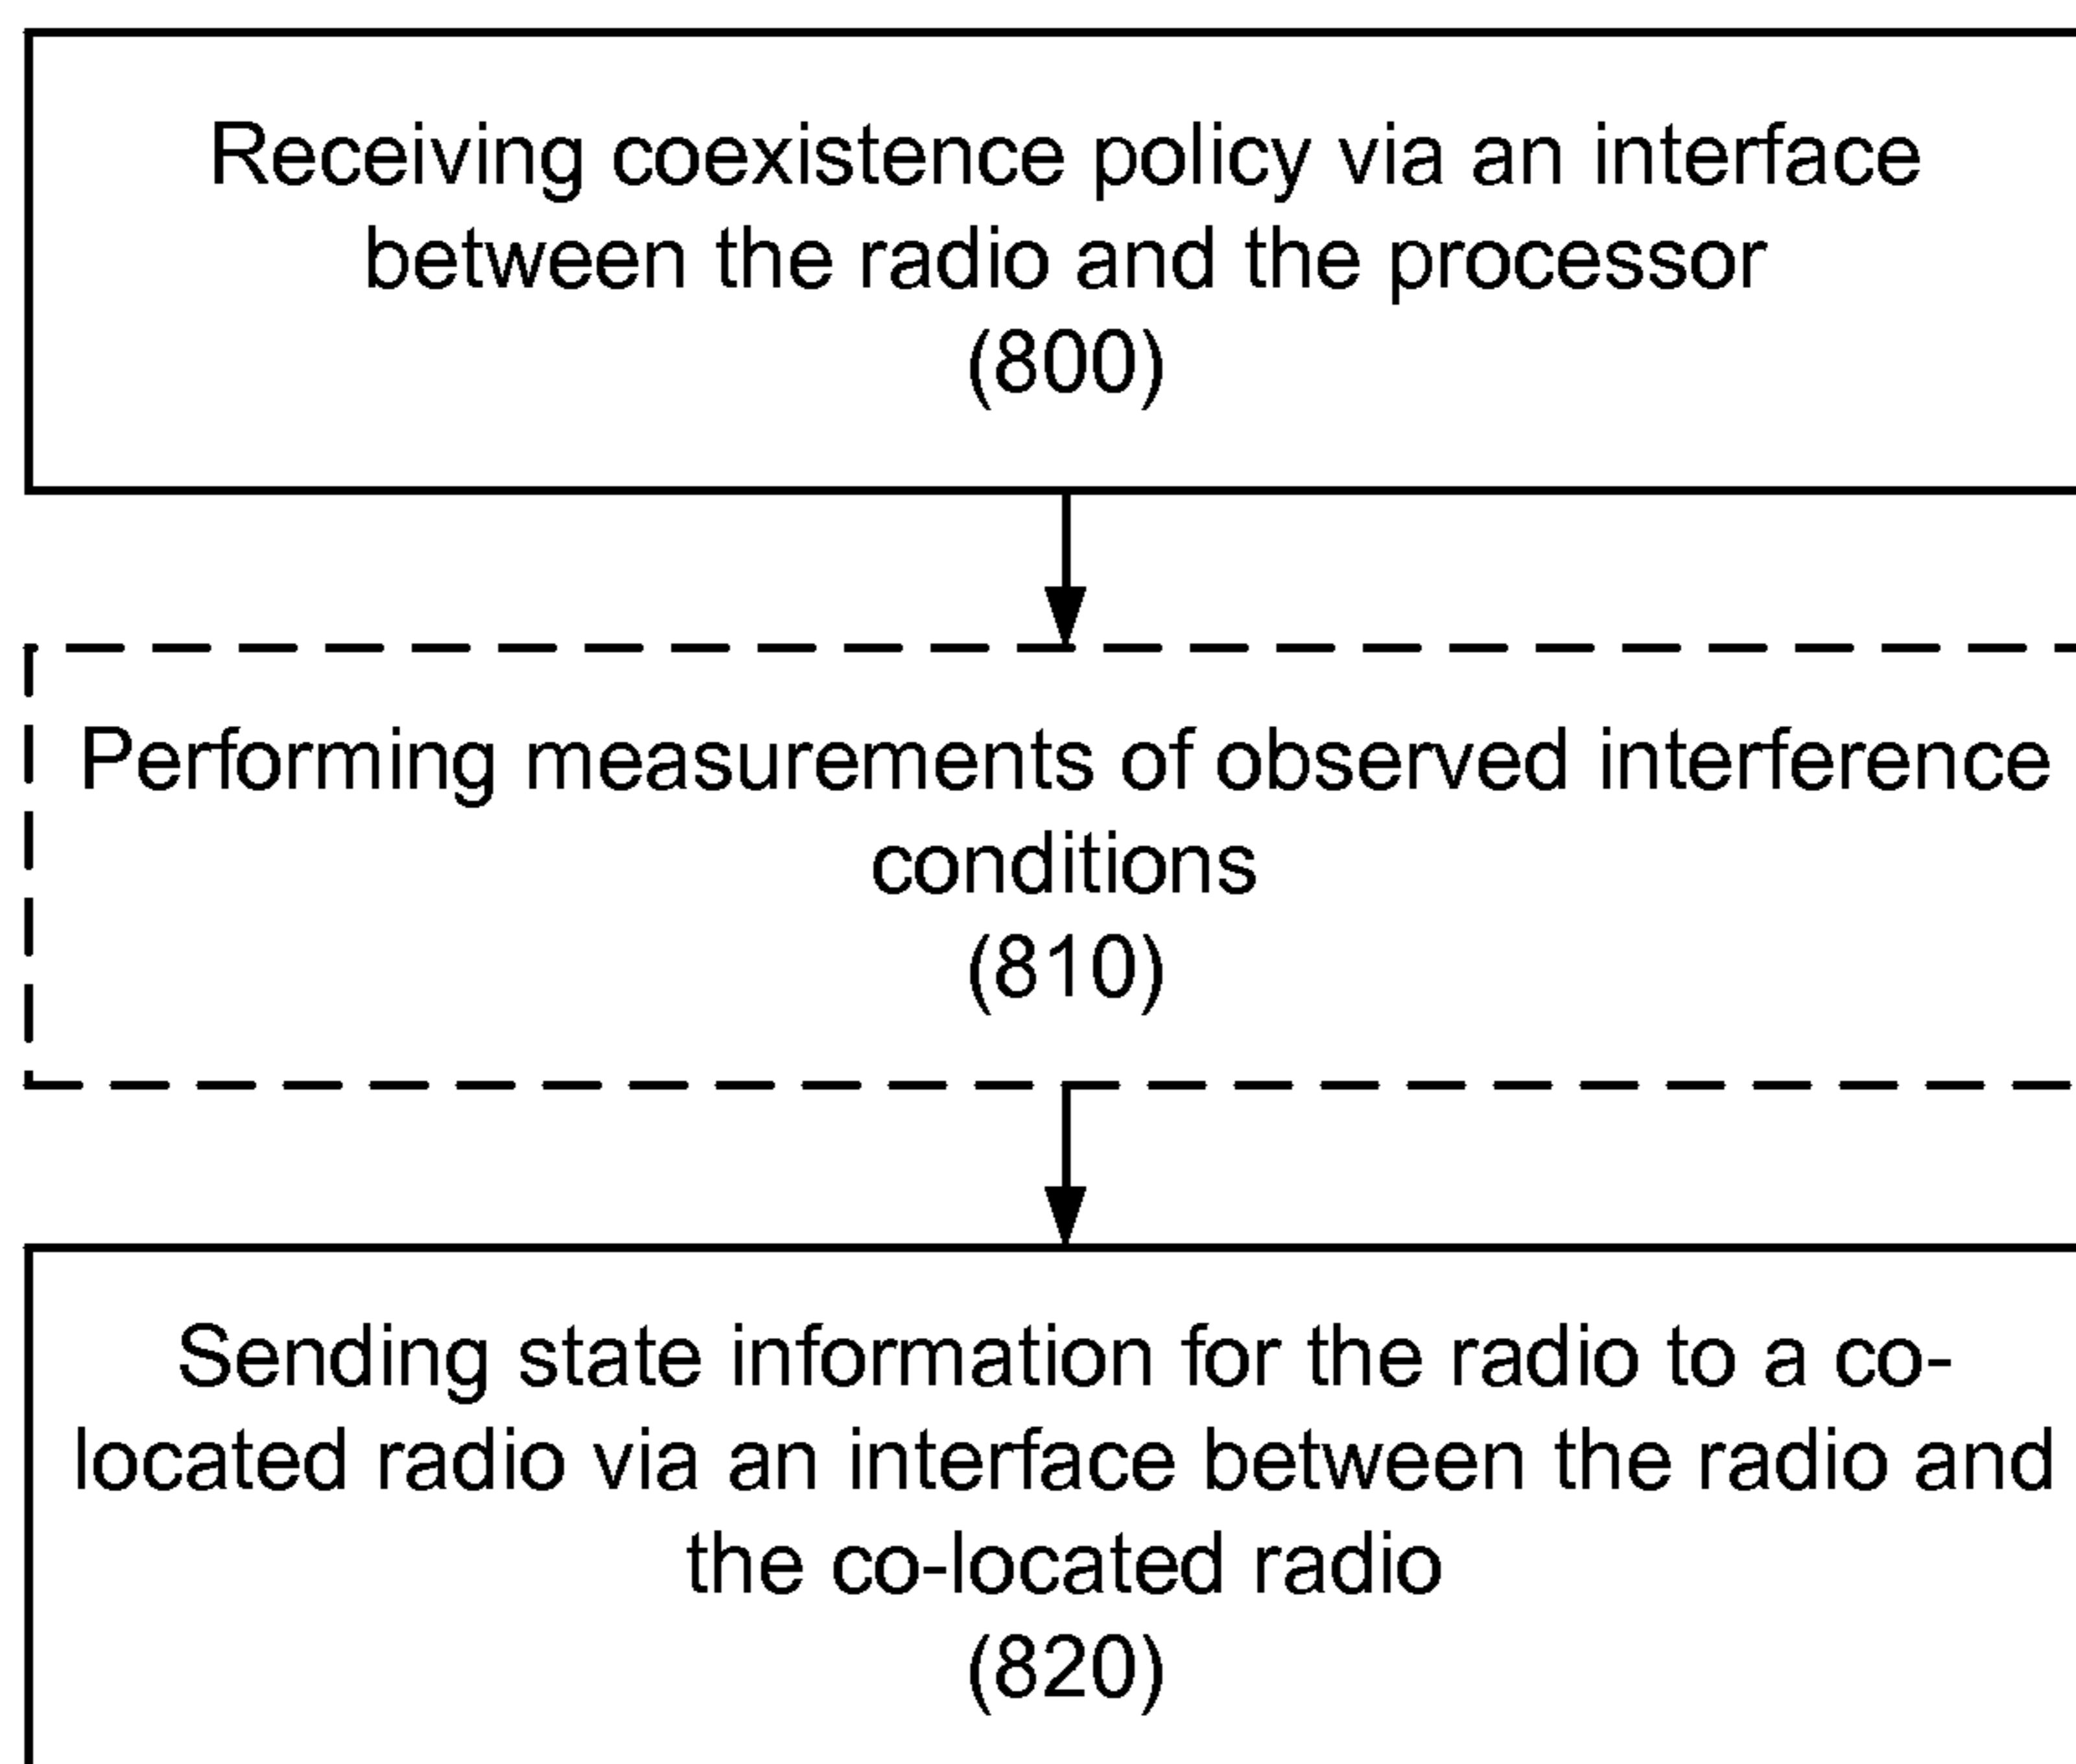 Receiving coexistence policy via an interface
between the radio and the processor
(800)
Performing measurements of observed interference
conditions
(810)
Sending state information for the radio to a co-
located radio via an interface between the radio and
the co-located radio
(820)